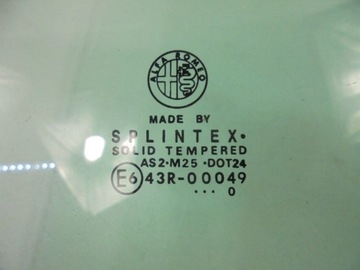 ALFA ROMEO
MADE BY
SPLINTEX•
SOLID TEMPERED
AS2•M25 •DOT24
E6 43R-00049
••• 0